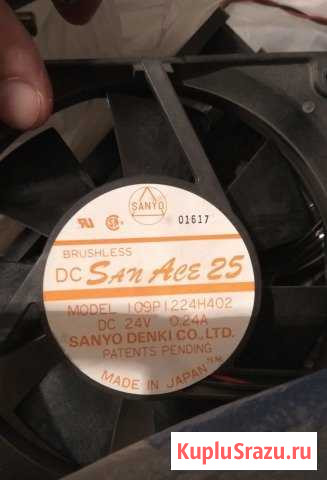 SANYO
01617
BRUSHLESS
DC SAN ACE 25
MODEL 109P1224H402
DC 24V 0.24A
SANYO DENKI CO., LTD.
PATENTS PENDING
MADE IN JAPAN
KupluSrazu.ru